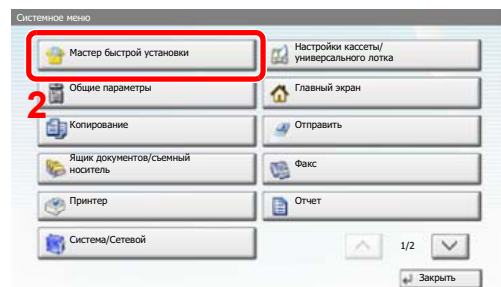 Системное меню
Мастер быстрой установки
Настройки кассеты/
универсального лотка
2
Общие параметры
Главный экран
Копирование
Отправить
Ящик документов/съемный
носитель
Факс
Принтер
Отчет
Система/Сетевой
1/2
Закрыть